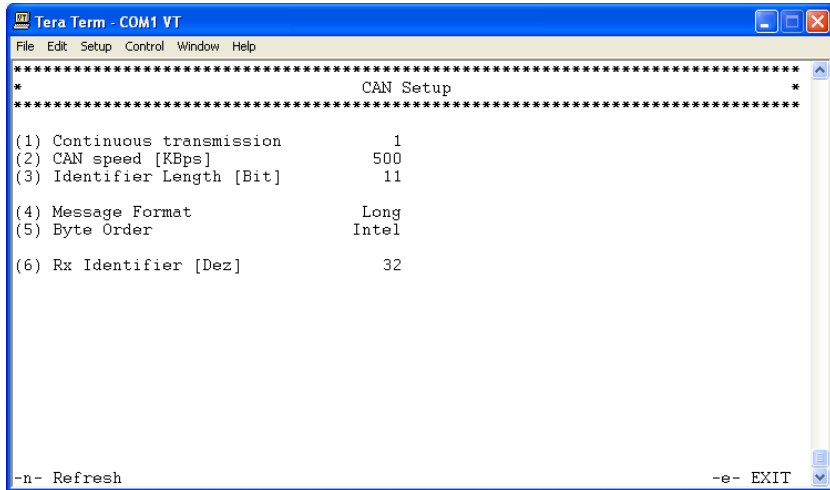 Tera Term - COM1 VT
File Edit Setup Control Window Help
*******************************************************************************
* CAN Setup *
*******************************************************************************
(1) Continuous transmission 1
(2) CAN speed [KBps] 500
(3) Identifier Length [Bit] 11
(4) Message Format Long
(5) Byte Order Intel
(6) Rx Identifier [Dez] 32
-n- Refresh -e- EXIT